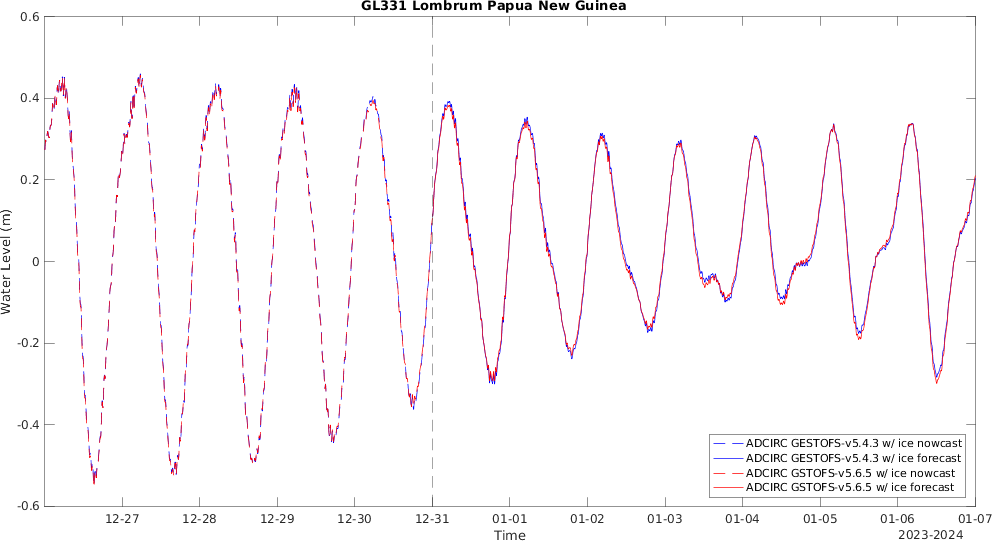 GL331 Lombrum Papua New Guinea
0.6
0.4
0.2
0
-0.2
-0.4
-0.6
Water Level (m)
ADCIRC GESTOFS-v5.4.3 w/ ice nowcast
ADCIRC GESTOFS-v5.4.3 w/ ice forecast
ADCIRC GSTOFS-v5.6.5 w/ ice nowcast
ADCIRC GSTOFS-v5.6.5 w/ ice forecast
12-27 12-28 12-29 12-30 12-31 01-01 01-02 01-03 01-04 01-05 01-06 01-07
Time
2023-2024